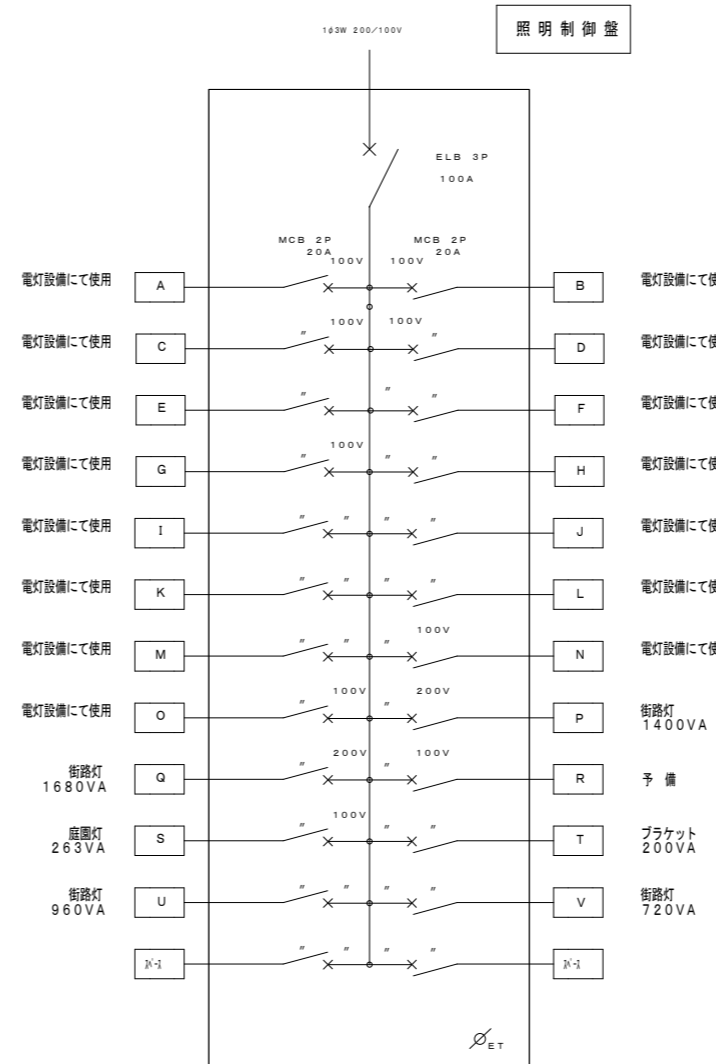 1φ3W 200/100V
照明制御盤
ELB 3P
100A
MCB 2P
20A
100V
MCB 2P
20A
100V
電灯設備にて使用 A
B 電灯設備にて使
電灯設備にて使用 C 〃 100V 100V 〃 D 電灯設備にて使
電灯設備にて使用 E 〃 〃 〃 F 電灯設備にて使
電灯設備にて使用 G 〃 100V 〃 〃 H 電灯設備にて使
電灯設備にて使用 I 〃 〃 〃 〃 J 電灯設備にて使
電灯設備にて使用 K 〃 〃 〃 〃 L 電灯設備にて使
電灯設備にて使用 M 〃 〃 〃 100V N 電灯設備にて使
電灯設備にて使用 O 〃 100V 〃 200V P 街路灯
1400VA
街路灯
1680VA
Q 〃 200V 〃 100V R 予備
庭園灯
263VA
S 〃 100V 〃 〃 T ブラケット
200VA
街路灯
960VA
U 〃 〃 〃 〃 V 街路灯
720VA
スペース 〃 〃 〃 〃 スペース
ET